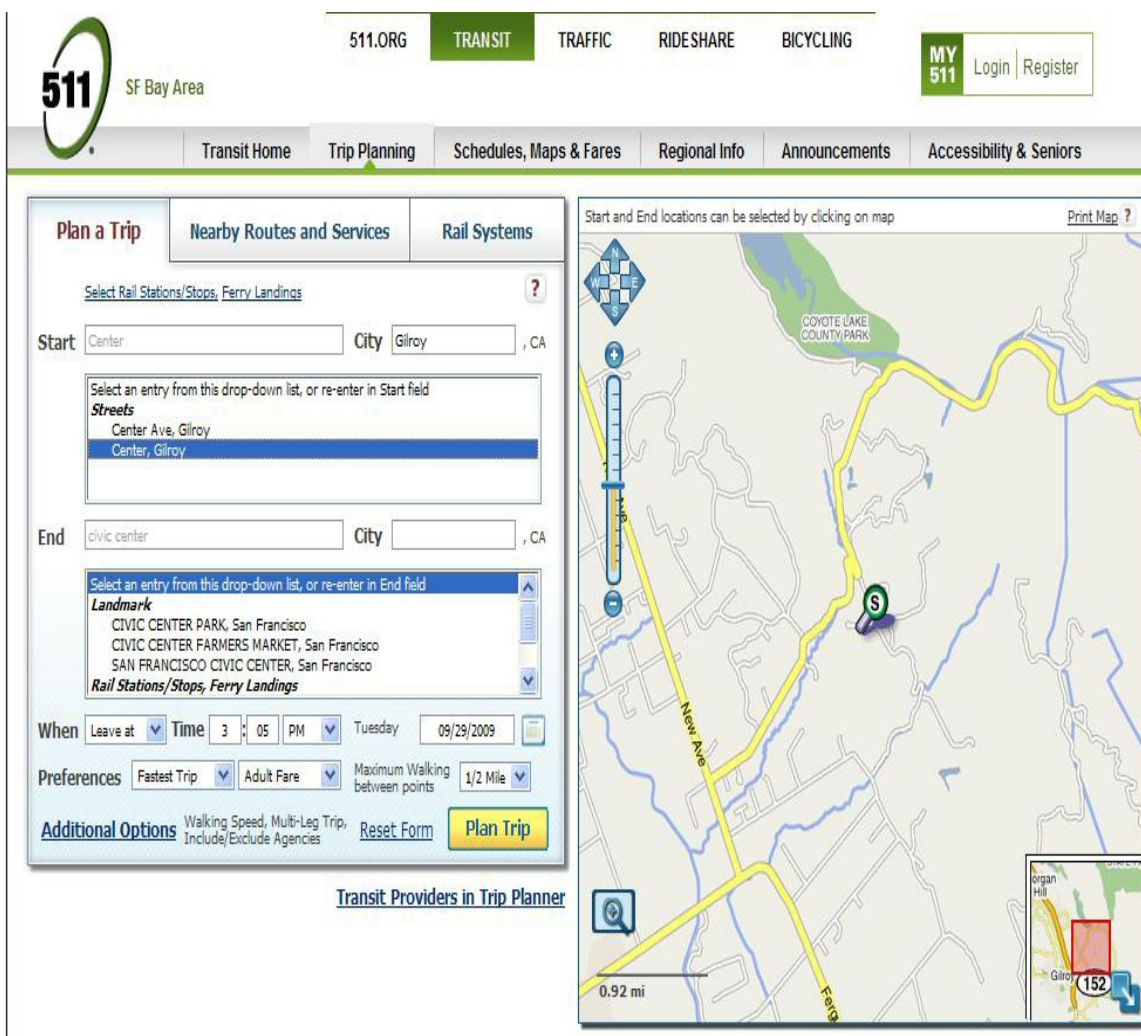 511.ORG TRANSIT TRAFFIC RIDESHARE BICYCLING
MY 511 Login | Register
511 SF Bay Area
Transit Home Trip Planning Schedules, Maps & Fares Regional Info Announcements Accessibility & Seniors
Plan a Trip Nearby Routes and Services Rail Systems
Select Rail Stations/Stops, Ferry Landings ?
Start Center City Gilroy , CA
Select an entry from this drop-down list, or re-enter in Start field
Streets
Center Ave, Gilroy
Center, Gilroy
End civic center City , CA
Select an entry from this drop-down list, or re-enter in End field
Landmark
CIVIC CENTER PARK, San Francisco
CIVIC CENTER FARMERS MARKET, San Francisco
SAN FRANCISCO CIVIC CENTER, San Francisco
Rail Stations/Stops, Ferry Landings
When Leave at Time 3 : 05 PM Tuesday 09/29/2009
Preferences Fastest Trip Adult Fare Maximum Walking
between points 1/2 Mile
Additional Options Walking Speed, Multi-Leg Trip,
Include/Exclude Agencies Reset Form Plan Trip
Transit Providers in Trip Planner
Start and End locations can be selected by clicking on map Print Map ?
N
W E
S
COYOTE LAKE
COUNTY PARK
S
New Ave
Ferg
0.92 mi
organ
Hill
Gilroy 152